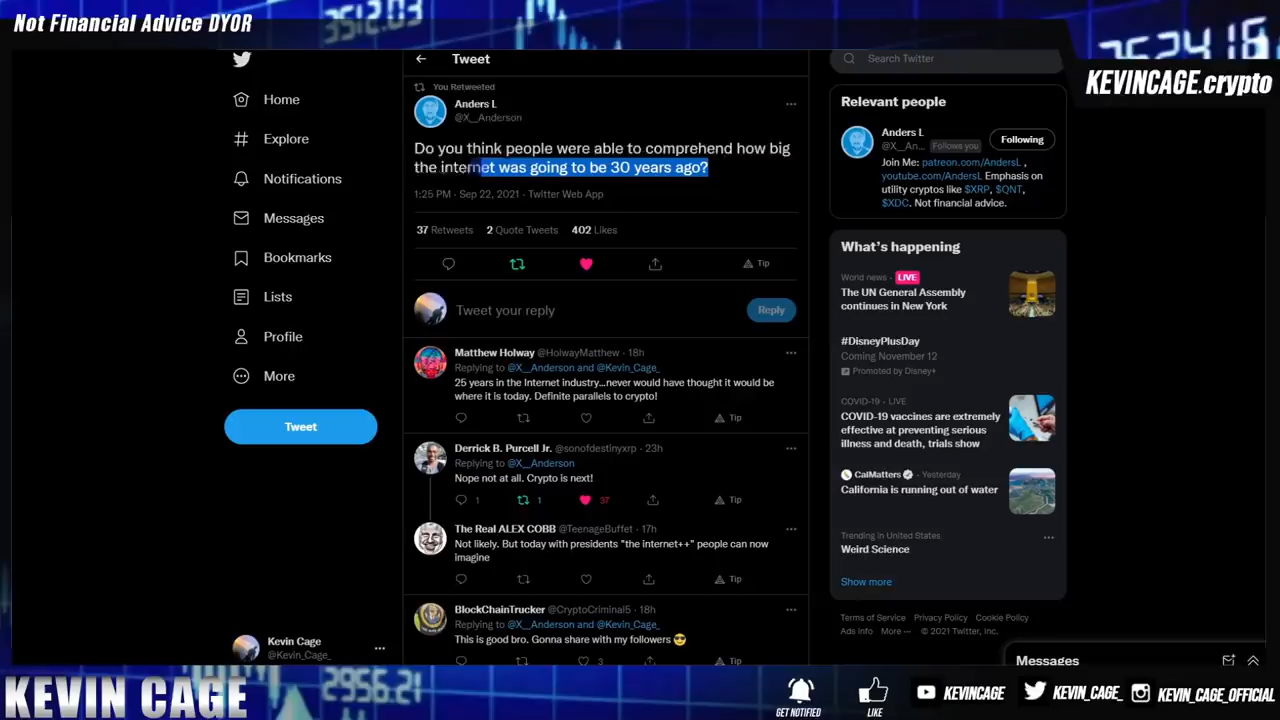 Not Financial Advice DYOR
3512.03
3524.16
KEVINCAGE.crypto
Tweet
Search Twitter
Home
Explore
Notifications
Messages
Bookmarks
Lists
Profile
More
Tweet
Kevin Cage
@Kevin_Cage_
You Retweeted
Anders L
@X__Anderson
Do you think people were able to comprehend how big
the internet was going to be 30 years ago?
1:25 PM · Sep 22, 2021 · Twitter Web App
37 Retweets 2 Quote Tweets 402 Likes
Tip
Tweet your reply
Reply
Matthew Holway @HolwayMatthew · 18h
Replying to @X__Anderson and @Kevin_Cage_
25 years in the Internet industry...never would have thought it would be
where it is today. Definite parallels to crypto!
Tip
Derrick B. Purcell Jr. @sonofdestinyxrp · 23h
Replying to @X__Anderson
Nope not at all. Crypto is next!
1 1 37 Tip
The Real ALEX COBB @TeenageBuffet · 17h
Not likely. But today with presidents "the internet++" people can now
imagine
Tip
BlockChainTrucker @CryptoCriminal5 · 18h
Replying to @X__Anderson and @Kevin_Cage_
This is good bro. Gonna share with my followers 😎
3 Tip
Relevant people
Anders L
@X__An... Follows you
Following
Join Me: patreon.com/AndersL ,
youtube.com/AndersL Emphasis on
utility cryptos like $XRP, $QNT,
$XDC. Not financial advice.
What's happening
World news · LIVE
The UN General Assembly
continues in New York
#DisneyPlusDay
Coming November 12
Promoted by Disney+
COVID-19 · LIVE
COVID-19 vaccines are extremely
effective at preventing serious
illness and death, trials show
CalMatters · Yesterday
California is running out of water
Trending in United States
Weird Science
Show more
Terms of Service Privacy Policy Cookie Policy
Ads Info More ··· © 2021 Twitter, Inc.
Messages
KEVIN CAGE
2956.21
GET NOTIFIED
LIKE
KEVINCAGE
KEVIN_CAGE_
KEVIN_CAGE_OFFICIAL